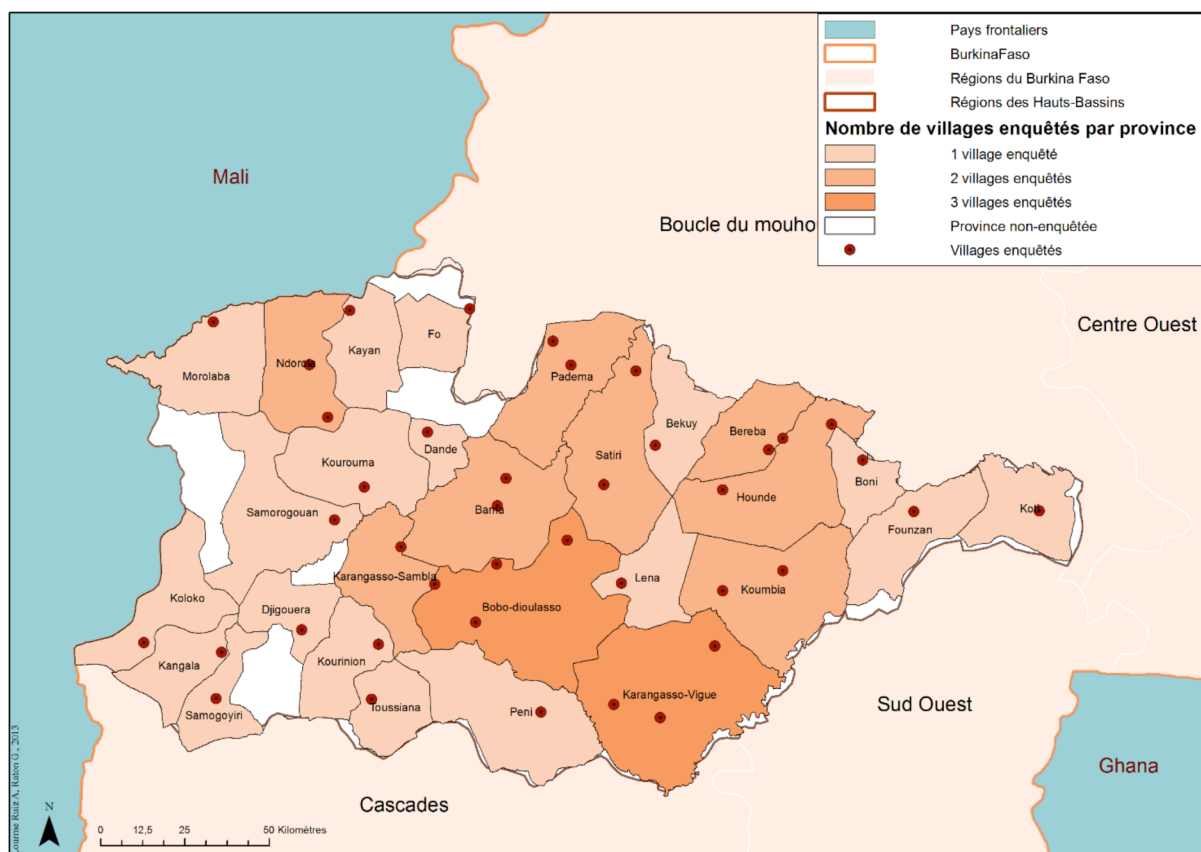 Pays frontaliers
BurkinaFaso
Régions du Burkina Faso
Régions des Hauts-Bassins
Nombre de villages enquêtés par province
1 village enquêté
2 villages enquêtés
3 villages enquêtés
Province non-enquêtée
Villages enquêtés
Mali
Boucle du mouho
Centre Ouest
Fo
Kayan
Ndorola
Morolaba
Padema
Bekuy
Bereba
Dande
Kourouma
Satiri
Boni
Hounde
Bama
Samorogouan
Founzan
Koti
Karangasso-Sambla
Lena
Koumbia
Koloko
Djigouera
Bobo-dioulasso
Kangala
Kourinion
Karangasso-Vigue
Samogoyiri
Toussiana
Peni
Sud Ouest
Ghana
Cascades
N
0 12,5 25 50 Kilomètres
Lourme Ruiz A, Raton G., 2013